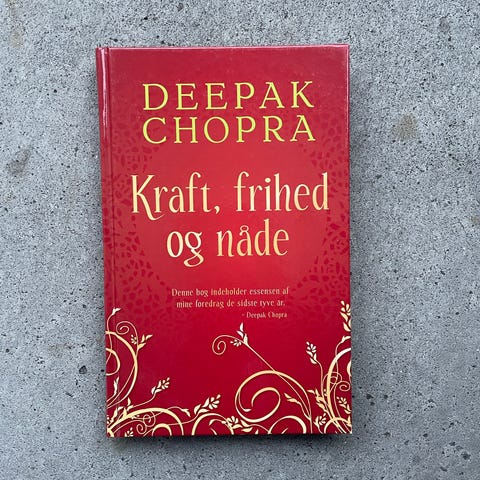 DEEPAK
CHOPRA
Kraft, frihed
og nåde
Denne bog indeholder essensen af
mine foredrag de sidste tyve år.
- Deepak Chopra